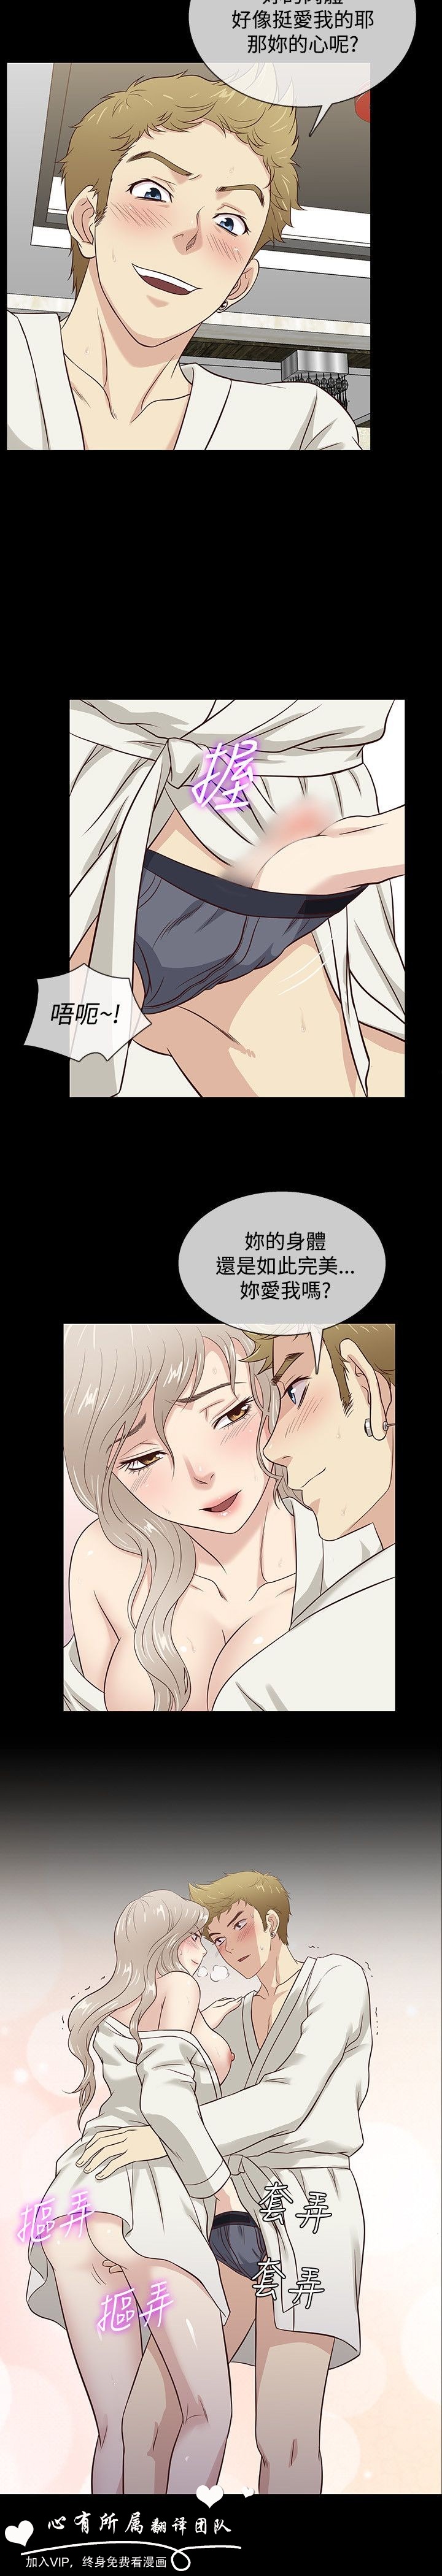 好像挺愛我的耶
那妳的心呢?
握
唔呃~!
妳的身體
還是如此完美...
妳愛我嗎?
摳弄
套弄
摳弄
套弄
心有所属翻译团队
加入VIP，终身免费看漫画